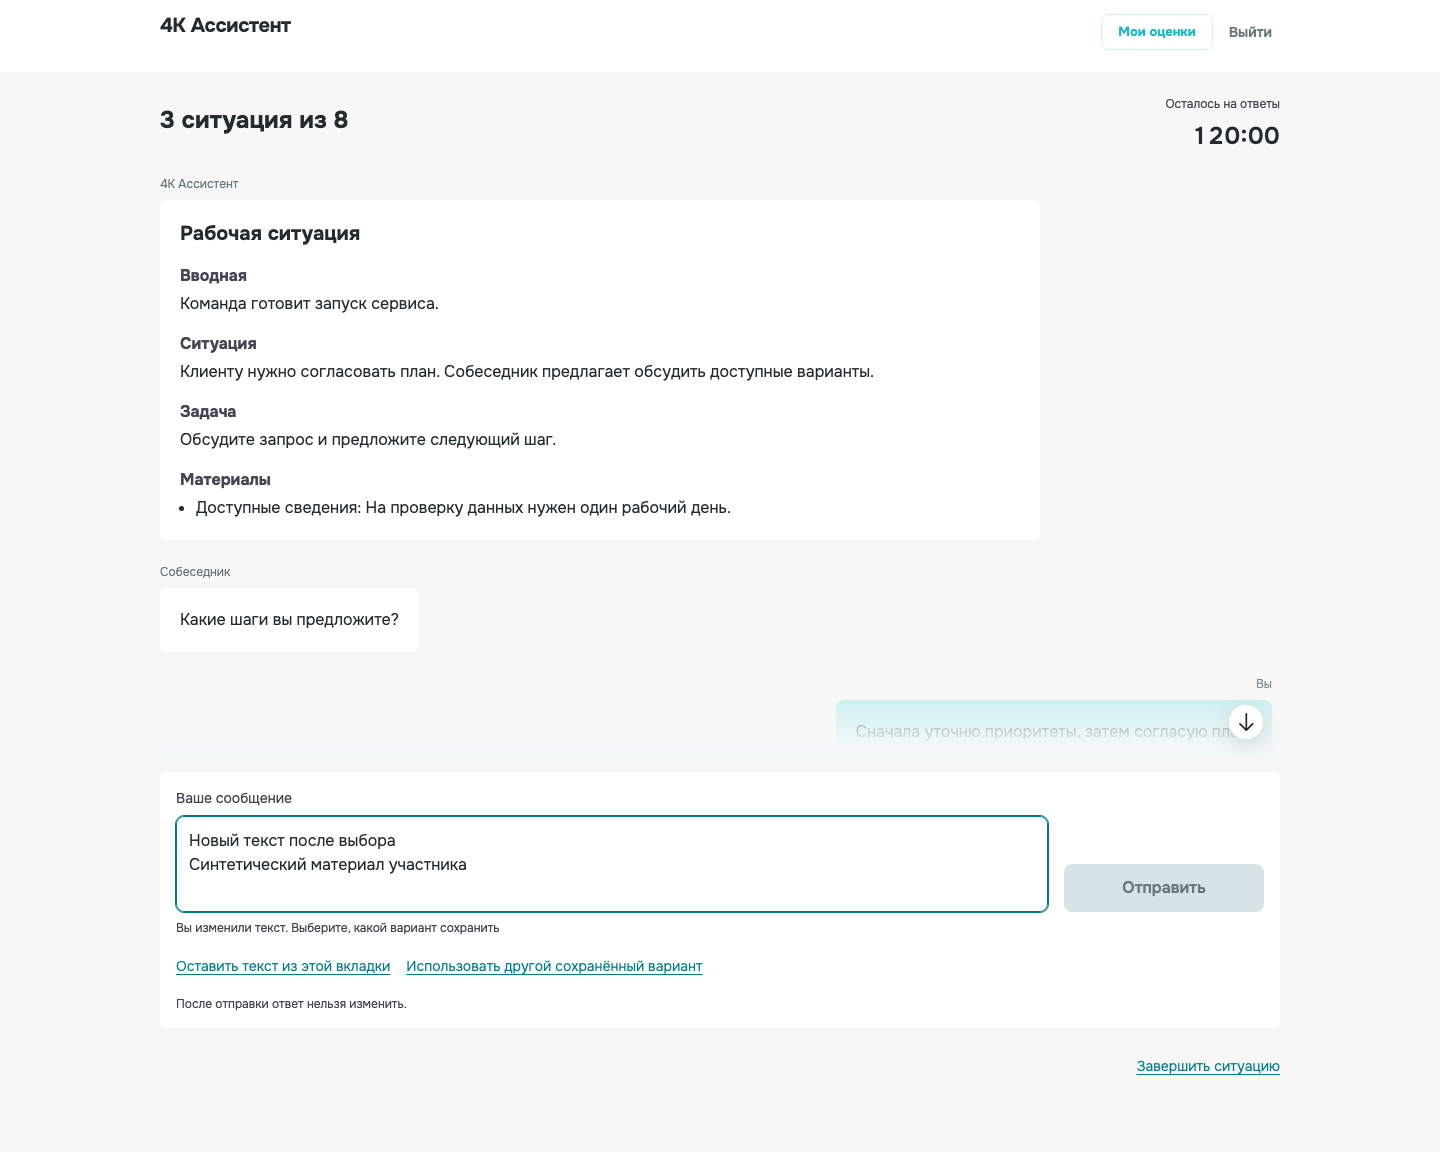 4К Ассистент
Мои оценки
Выйти
3 ситуация из 8
Осталось на ответы
120:00
4К Ассистент
Рабочая ситуация
Вводная
Команда готовит запуск сервиса.
Ситуация
Клиенту нужно согласовать план. Собеседник предлагает обсудить доступные варианты.
Задача
Обсудите запрос и предложите следующий шаг.
Материалы
• Доступные сведения: На проверку данных нужен один рабочий день.
Собеседник
Какие шаги вы предложите?
Вы
Сначала уточню приоритеты, затем согласую
Ваше сообщение
Новый текст после выбора
Синтетический материал участника
Отправить
Вы изменили текст. Выберите, какой вариант сохранить
Оставить текст из этой вкладки
Использовать другой сохранённый вариант
После отправки ответ нельзя изменить.
Завершить ситуацию